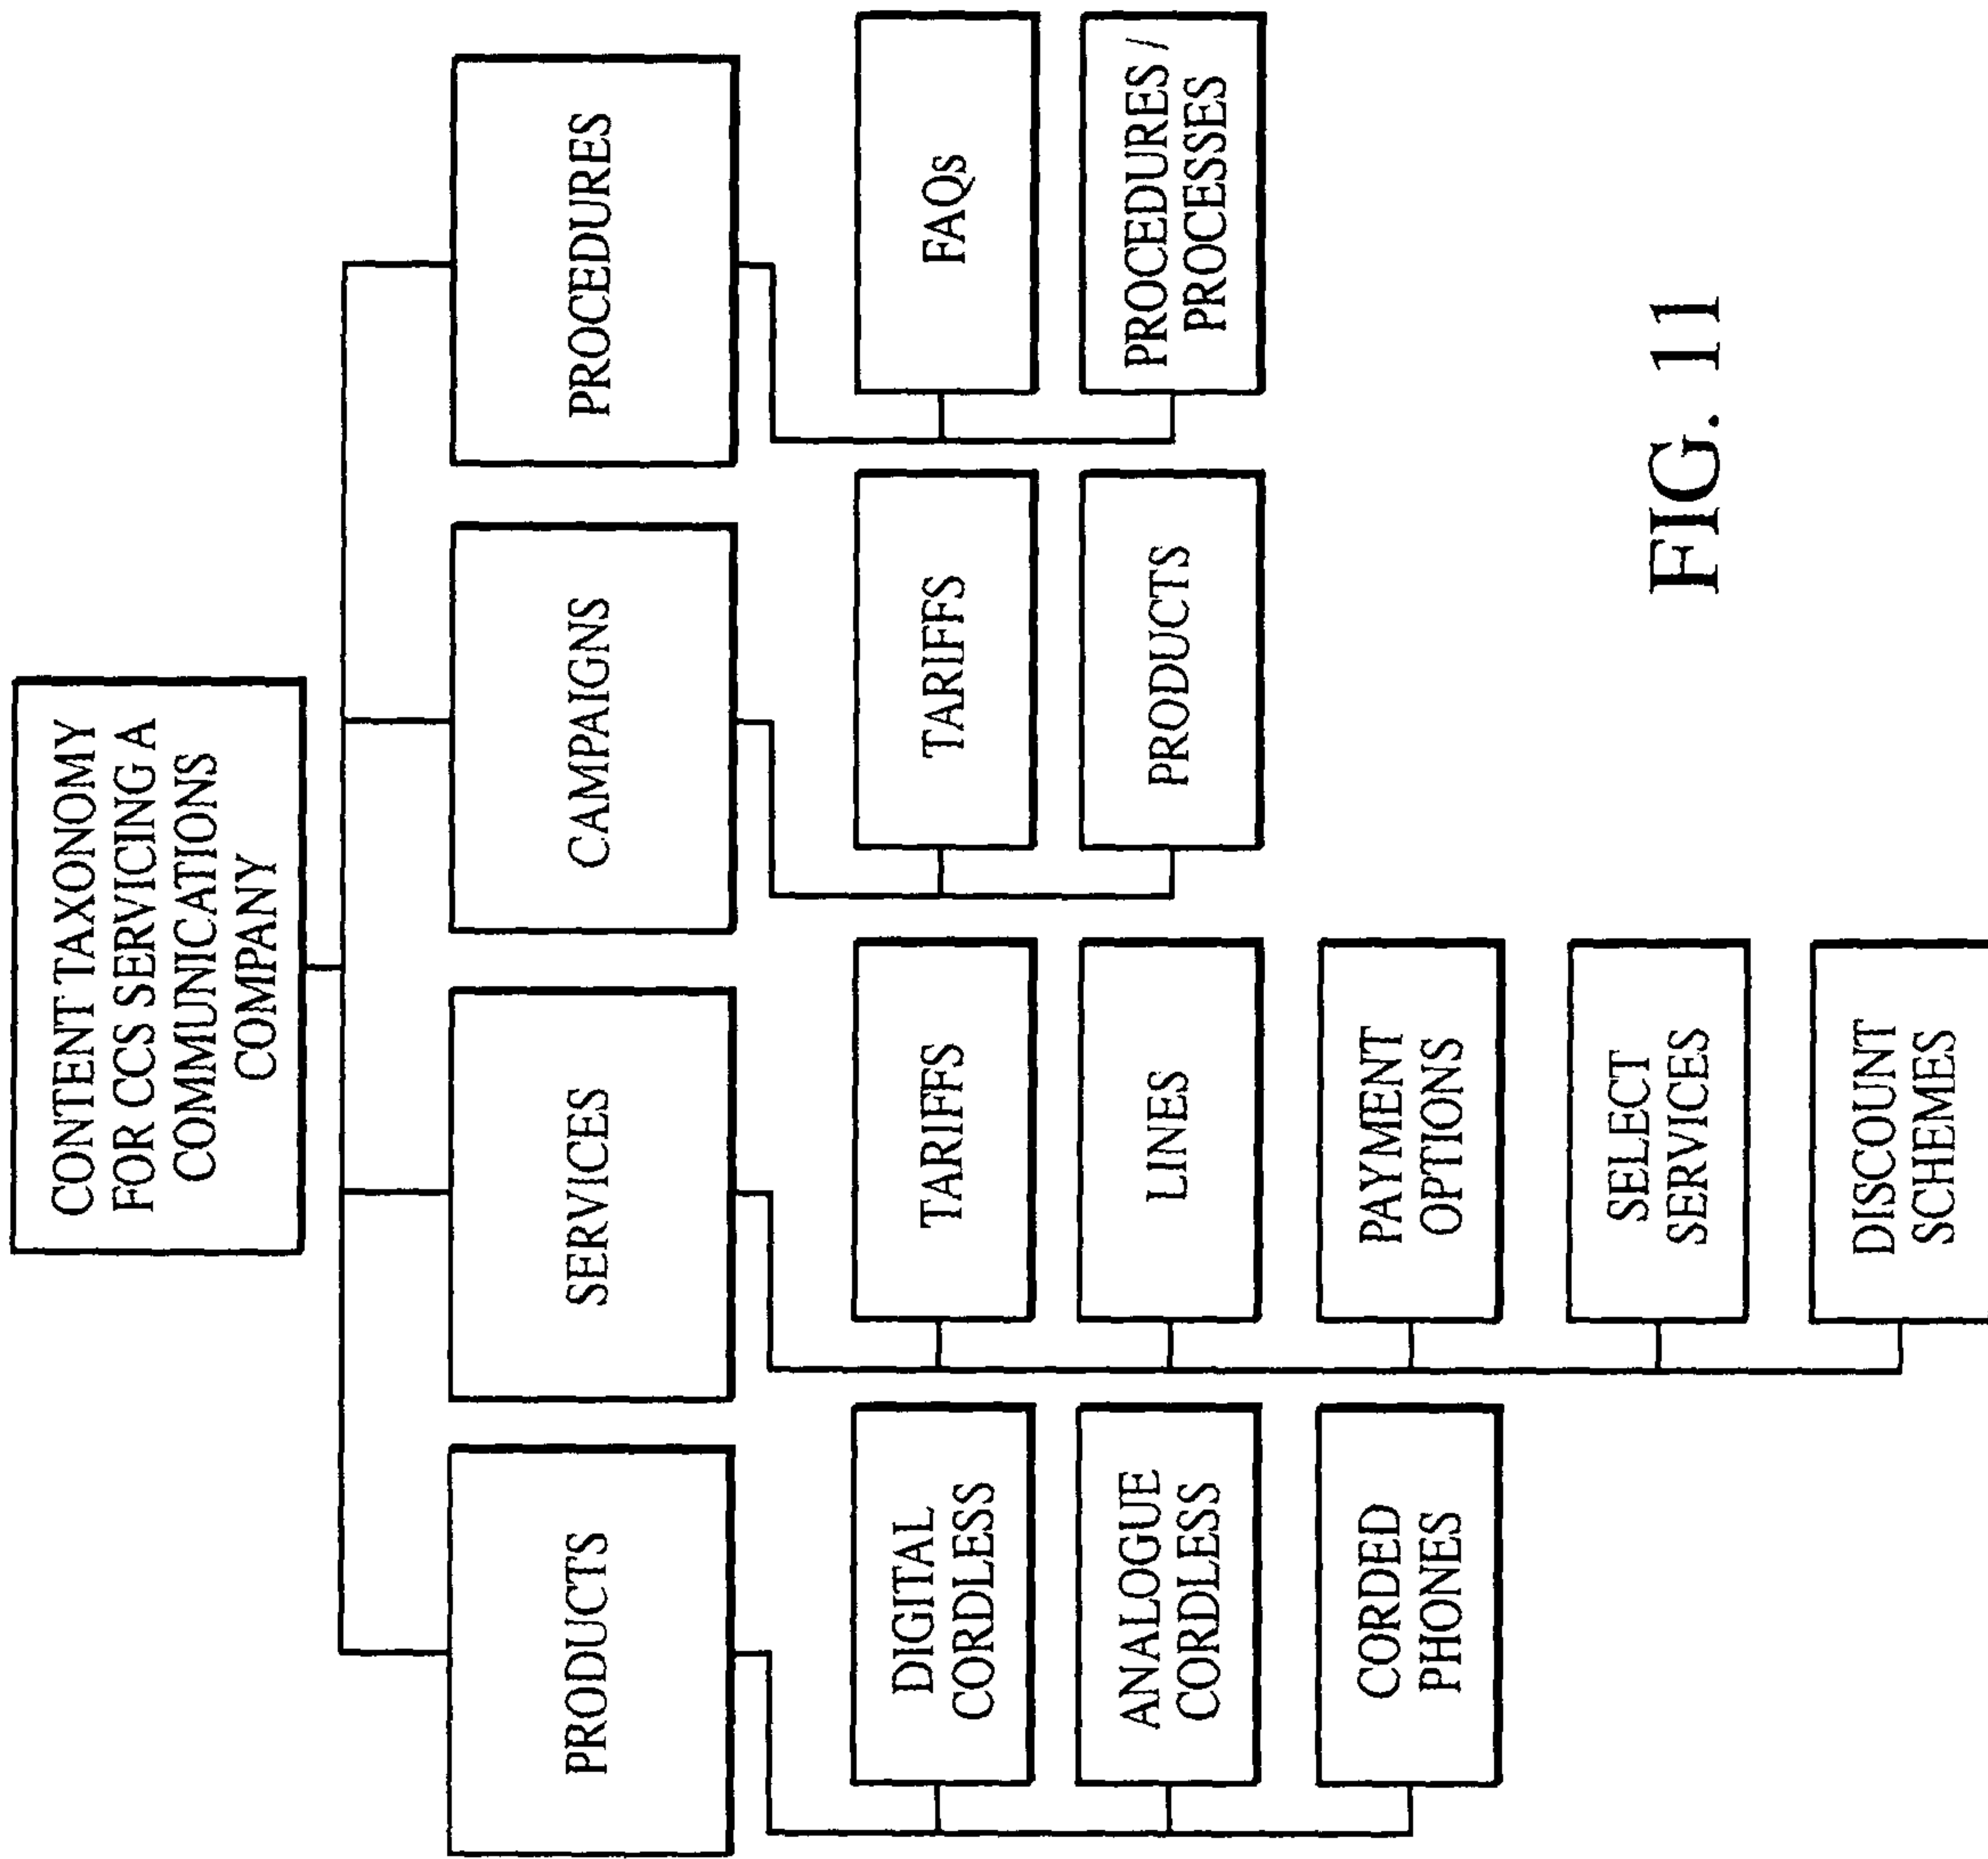 CONTENT TAXONOMY
FOR CCS SERVICING A
COMMUNICATIONS
COMPANY
PRODUCTS
SERVICES
CAMPAIGNS
PROCEDURES
DIGITAL
CORDLESS
ANALOGUE
CORDLESS
CORDED
PHONES
TARIFFS
LINES
PAYMENT
OPTIONS
SELECT
SERVICES
DISCOUNT
SCHEMES
TARIFFS
PRODUCTS
FAQs
PROCEDURES /
PROCESSES
FIG. 11